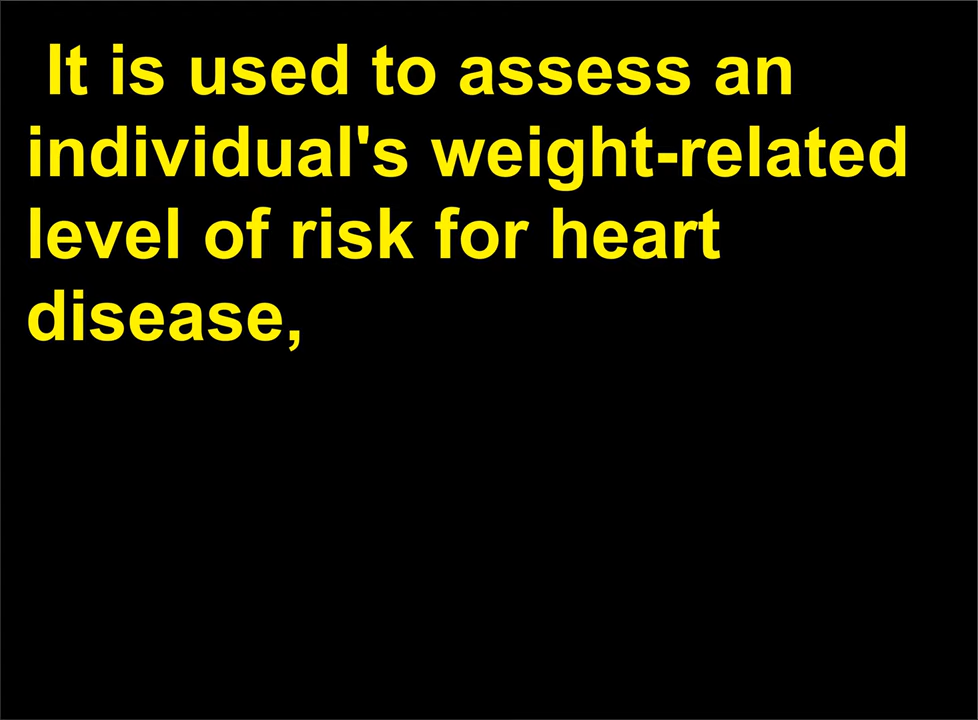 It is used to assess an
individual's weight-related
level of risk for heart
disease,